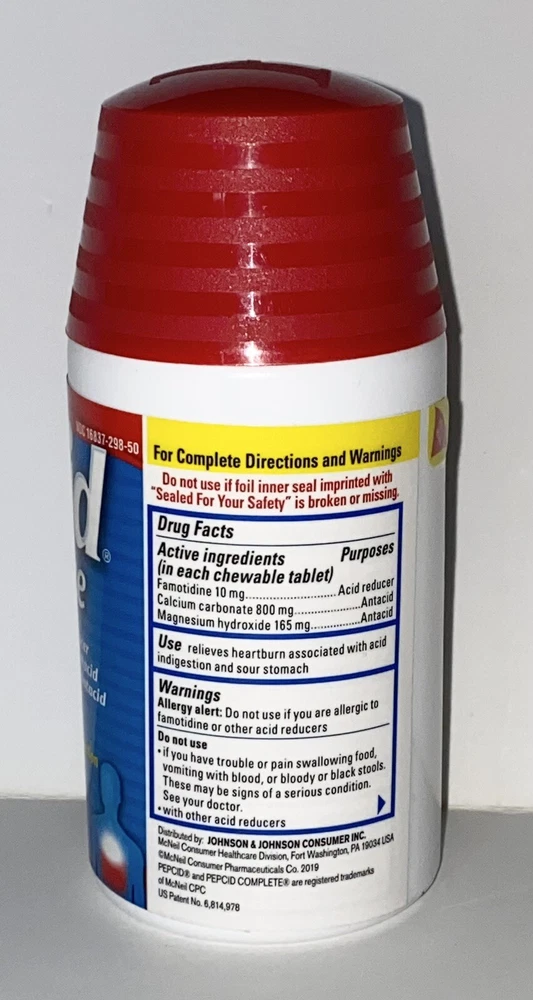 NDC 16837-298-50
d®
e
For Complete Directions and Warnings
Do not use if foil inner seal imprinted with
"Sealed For Your Safety" is broken or missing.
Drug Facts
Active ingredients Purposes
(in each chewable tablet)
Famotidine 10 mg............................ Acid reducer
Calcium carbonate 800 mg....................Antacid
Magnesium hydroxide 165 mg...............Antacid
Use relieves heartburn associated with acid
indigestion and sour stomach
Warnings
Allergy alert: Do not use if you are allergic to
famotidine or other acid reducers
Do not use
• if you have trouble or pain swallowing food,
vomiting with blood, or bloody or black stools.
These may be signs of a serious condition.
See your doctor.
• with other acid reducers
Distributed by: JOHNSON & JOHNSON CONSUMER INC.
McNeil Consumer Healthcare Division, Fort Washington, PA 19034 USA
©McNeil Consumer Pharmaceuticals Co. 2019
PEPCID® and PEPCID COMPLETE® are registered trademarks
of McNeil CPC
US Patent No. 6,814,978